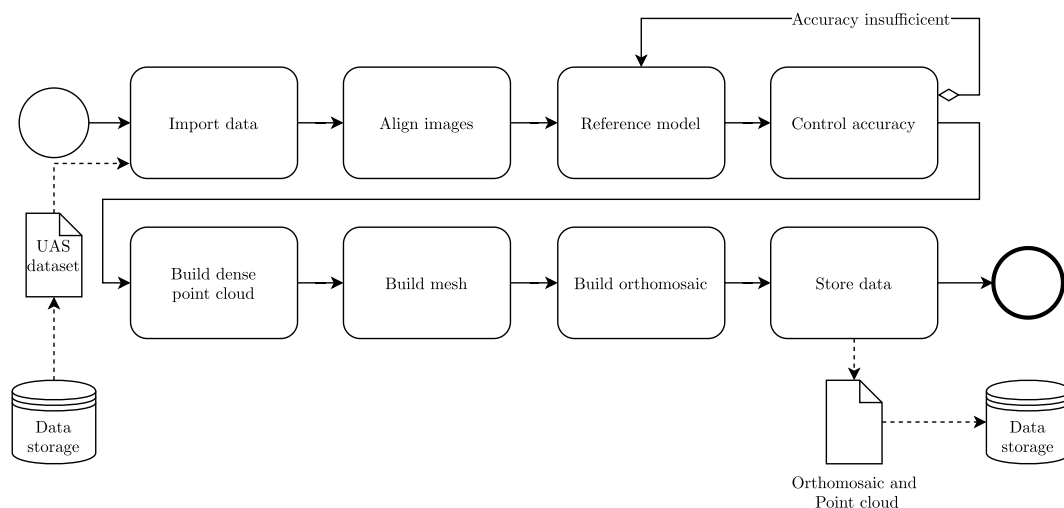 Accuracy insufficicent
Import data
Align images
Reference model
Control accuracy
UAS
dataset
Build dense
point cloud
Build mesh
Build orthomosaic
Store data
Data
storage
Data
storage
Orthomosaic and
Point cloud